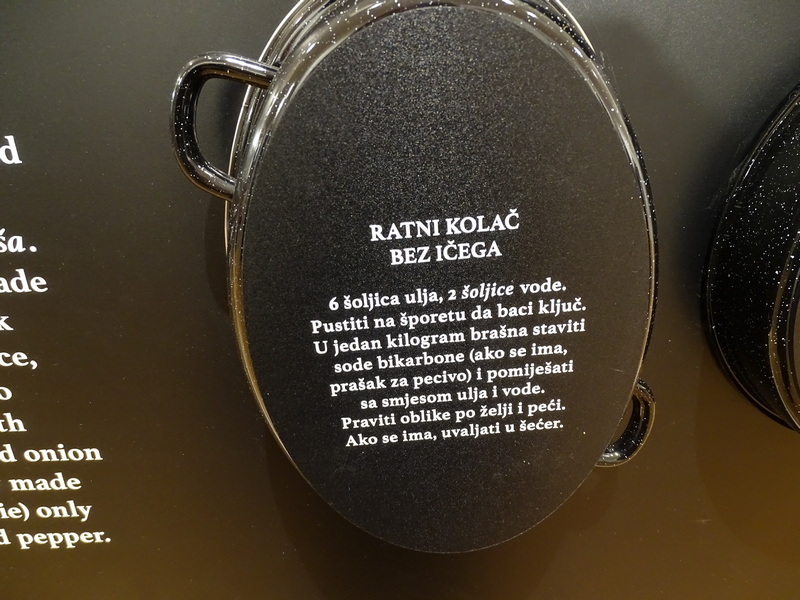 d
ša.
ade
k
ce,
o
th
d onion
made
ie) only
d pepper.
RATNI KOLAČ
BEZ IČEGA
6 šoljica ulja, 2 šoljice vode.
Pustiti na šporetu da baci ključ.
U jedan kilogram brašna staviti
sode bikarbone (ako se ima,
prašak za pecivo) i pomiješati
sa smjesom ulja i vode.
Praviti oblike po želji i peći.
Ako se ima, uvaljati u šećer.